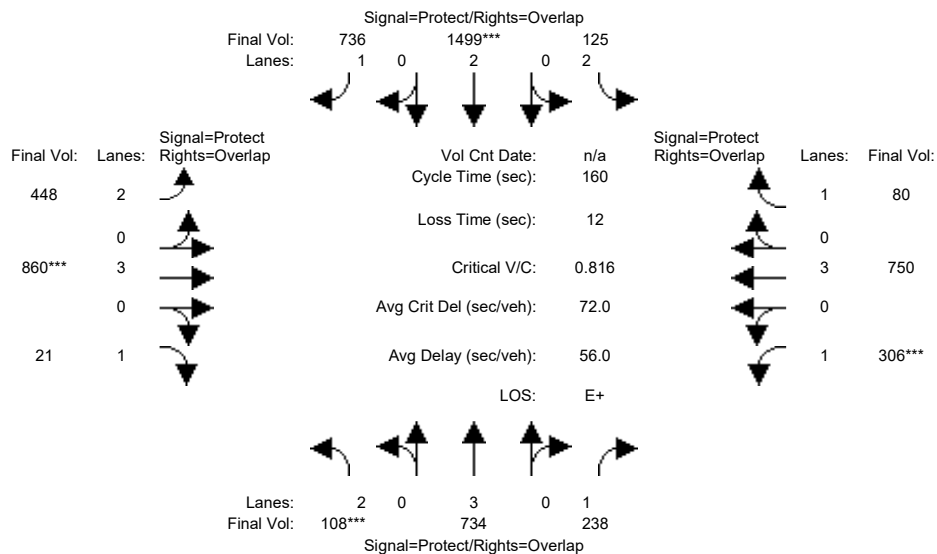 Signal=Protect/Rights=Overlap
Final Vol: 736 1499*** 125
Lanes: 1 0 2 0 2
Signal=Protect
Final Vol: Lanes: Rights=Overlap
Vol Cnt Date: n/a
Signal=Protect
Rights=Overlap Lanes: Final Vol:
Cycle Time (sec): 160
448 2
1 80
Loss Time (sec): 12
0
0
860*** 3
Critical V/C: 0.816
3 750
0
Avg Crit Del (sec/veh): 72.0
0
21 1
Avg Delay (sec/veh): 56.0
1 306***
LOS: E+
Lanes: 2 0 3 0 1
Final Vol: 108*** 734 238
Signal=Protect/Rights=Overlap